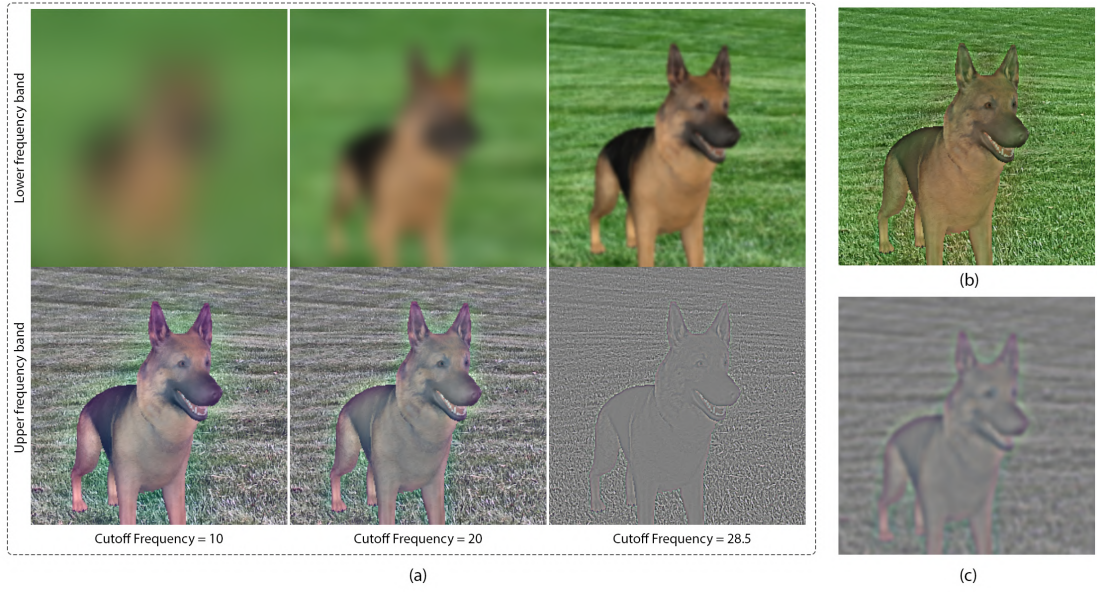 Lower frequency band
Upper frequency band
Cutoff Frequency = 10
Cutoff Frequency = 20
Cutoff Frequency = 28.5
(a)
(b)
(c)